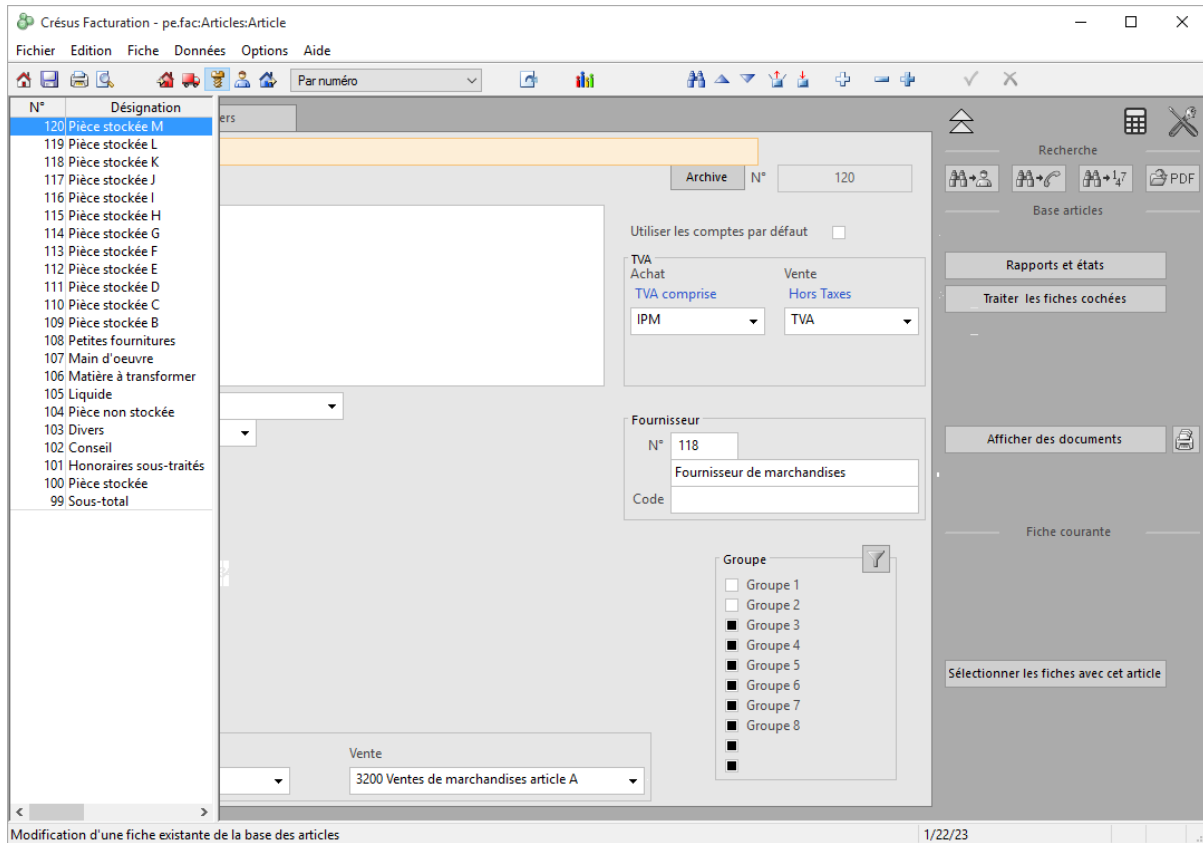 Crésus Facturation - pe.fac:Articles:Article
Fichier Edition Fiche Données Options Aide
Par numéro
N° Désignation
120 Pièce stockée M
119 Pièce stockée L
118 Pièce stockée K
117 Pièce stockée J
116 Pièce stockée I
115 Pièce stockée H
114 Pièce stockée G
113 Pièce stockée F
112 Pièce stockée E
111 Pièce stockée D
110 Pièce stockée C
109 Pièce stockée B
108 Petites fournitures
107 Main d'oeuvre
106 Matière à transformer
105 Liquide
104 Pièce non stockée
103 Divers
102 Conseil
101 Honoraires sous-traités
100 Pièce stockée
99 Sous-total
ers
Archive N° 120
Utiliser les comptes par défaut
TVA
Achat Vente
TVA comprise Hors Taxes
IPM TVA
Fournisseur
N° 118
Fournisseur de marchandises
Code
Groupe
Groupe 1
Groupe 2
Groupe 3
Groupe 4
Groupe 5
Groupe 6
Groupe 7
Groupe 8
Vente
3200 Ventes de marchandises article A
Recherche
PDF
Base articles
Rapports et états
Traiter les fiches cochées
Afficher des documents
Fiche courante
Sélectionner les fiches avec cet article
Modification d'une fiche existante de la base des articles
1/22/23